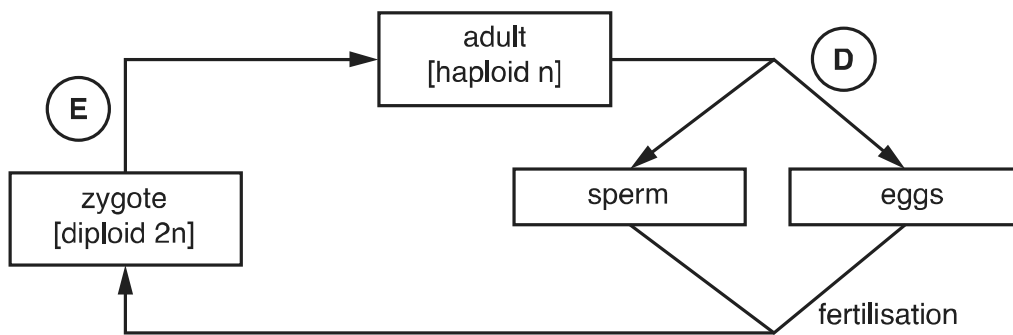 adult
[haploid n]
D
E
zygote
[diploid 2n]
sperm
eggs
fertilisation